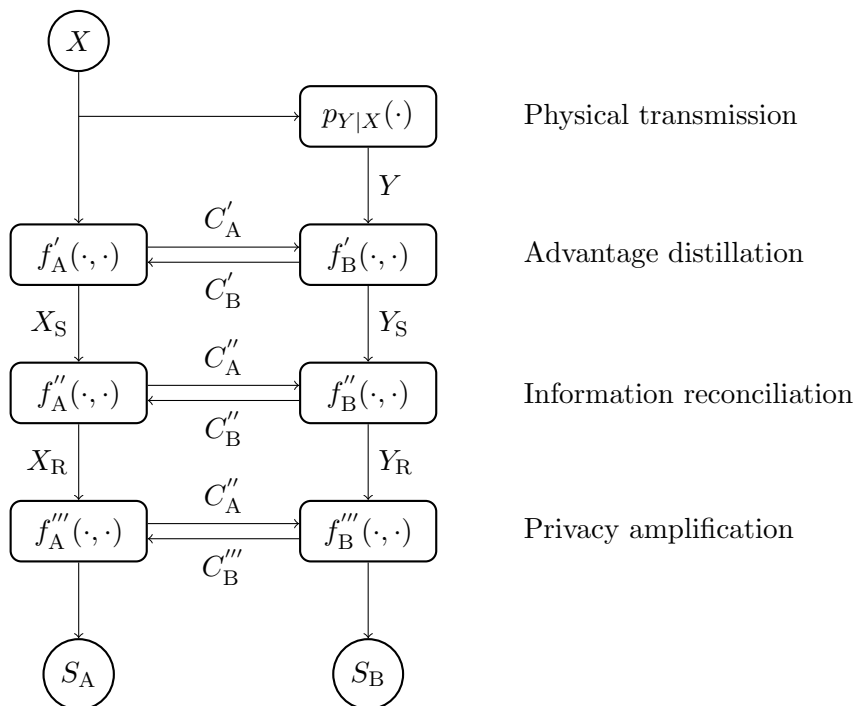 X
p_{Y|X}(·) Physical transmission
Y
C'_A
f'_A(·,·) f'_B(·,·) Advantage distillation
C'_B
X_S Y_S
C''_A
f''_A(·,·) f''_B(·,·) Information reconciliation
C''_B
X_R Y_R
C''_A
f'''_A(·,·) f'''_B(·,·) Privacy amplification
C'''_B
S_A S_B